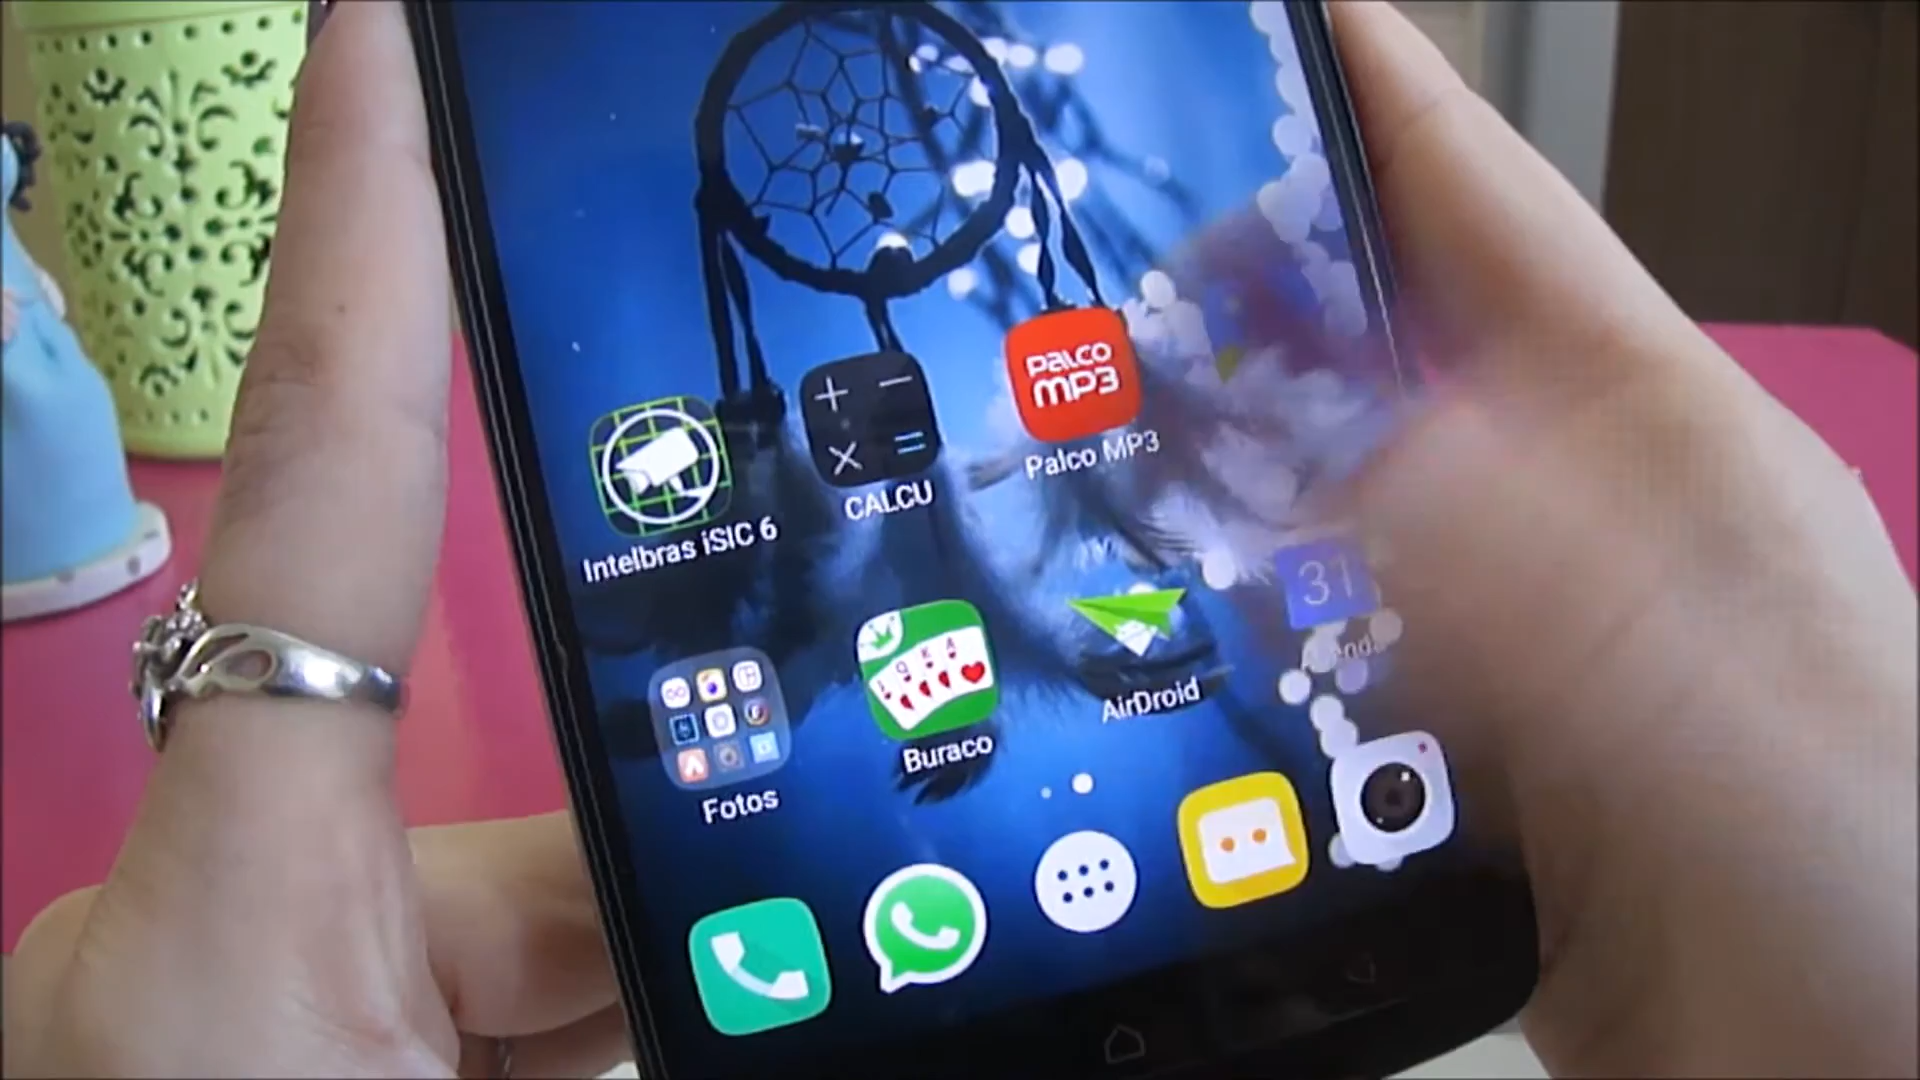 PALCO
MP3
Palco MP3
CALCU
Intelbras iSIC 6
31
Q K A
Fotos
Buraco
AirDroid